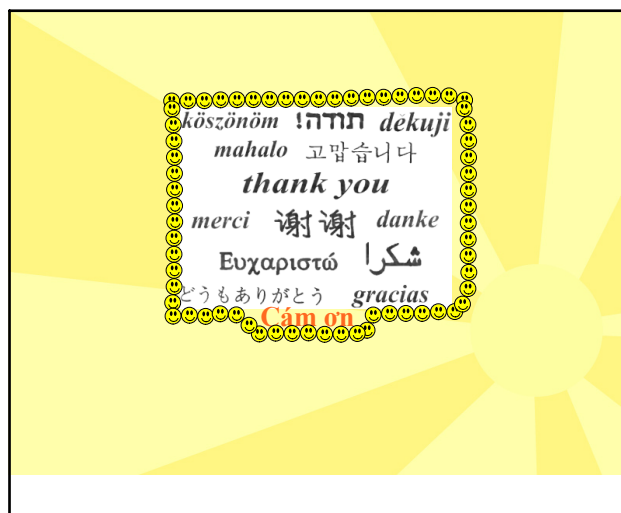 köszönöm תודה! děkuji
mahalo 고맙습니다
thank you
merci 谢谢 danke
Ευχαριστώ شكرا
どうもありがとう gracias
Cám ơn